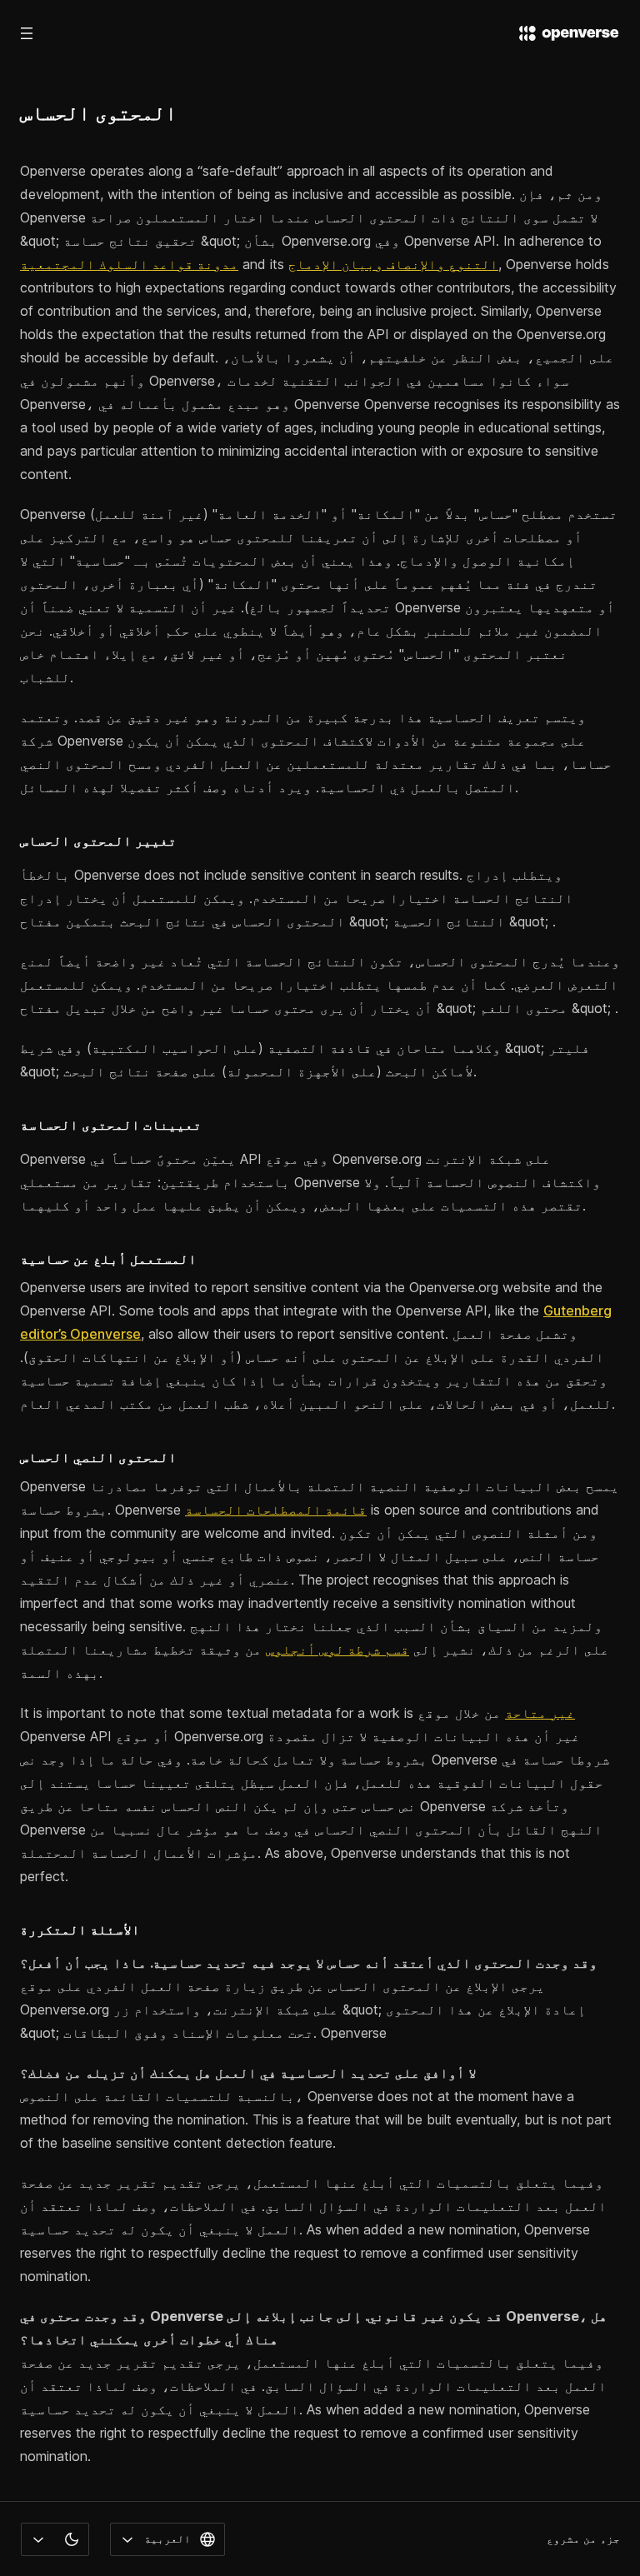 openverse
المحتوى الحساس
Openverse operates along a “safe-default” approach in all aspects of its operation and
development, with the intention of being as inclusive and accessible as possible. ومن ثم، فإن
Openverse لا تشمل سوى النتائج ذات المحتوى الحساس عندما اختار المستعملون صراحة
&quot; تحقيق نتائج حساسة &quot; بشأن Openverse.org وفي Openverse API. In adherence to
مدونة قواعد السلوك المجتمعية and its التنوع والإنصاف وبيان الإدماج, Openverse holds
contributors to high expectations regarding conduct towards other contributors, the accessibility
of contribution and the services, and, therefore, being an inclusive project. Similarly, Openverse
holds the expectation that the results returned from the API or displayed on the Openverse.org
should be accessible by default. على الجميع، بغض النظر عن خلفيتهم، أن يشعروا بالأمان،
وأنهم مشمولون في Openverse، سواء كانوا مساهمين في الجوانب التقنية لخدمات
Openverse، وهو مبدع مشمول بأعماله في Openverse Openverse recognises its responsibility as
a tool used by people of a wide variety of ages, including young people in educational settings,
and pays particular attention to minimizing accidental interaction with or exposure to sensitive
content.
Openverse تستخدم مصطلح "حساس" بدلاً من "المكانة" أو "الخدمة العامة" (غير آمنة للعمل)
أو مصطلحات أخرى للإشارة إلى أن تعريفنا للمحتوى حساس هو واسع، مع التركيز على
إمكانية الوصول والإدماج. وهذا يعني أن بعض المحتويات تُسمّى بـ "حساسية" التي لا
تندرج في فئة مما يُفهم عموماً على أنها محتوى "المكانة" (أي بعبارة أخرى، المحتوى
تحديداً لجمهور بالغ). غير أن التسمية لا تعني ضمناً أن Openverse أو متعهديها يعتبرون
المضمون غير ملائم للمنبر بشكل عام، وهو أيضاً لا ينطوي على حكم أخلاقي أو أخلاقي. نحن
نعتبر المحتوى "الحساس" مُحتوى مُهين أو مُزعج، أو غير لائق، مع إيلاء اهتمام خاص
للشباب.
ويتسم تعريف الحساسية هذا بدرجة كبيرة من المرونة وهو غير دقيق عن قصد. وتعتمد
شركة Openverse على مجموعة متنوعة من الأدوات لاكتشاف المحتوى الذي يمكن أن يكون
حساسا، بما في ذلك تقارير معتدلة للمستعملين عن العمل الفردي ومسح المحتوى النصي
المتصل بالعمل ذي الحساسية. ويرد أدناه وصف أكثر تفصيلا لهذه المسائل.
تغيير المحتوى الحساس
بالخطأ Openverse does not include sensitive content in search results. ويتطلب إدراج
النتائج الحساسة اختيارا صريحا من المستخدم. ويمكن للمستعمل أن يختار إدراج
المحتوى الحساس في نتائج البحث بتمكين مفتاح &quot; النتائج الحسية &quot; .
وعندما يُدرج المحتوى الحساس، تكون النتائج الحساسة التي تُعاد غير واضحة أيضاً لمنع
التعرض العرضي. كما أن عدم طمسها يتطلب اختيارا صريحا من المستخدم. ويمكن للمستعمل
أن يختار أن يرى محتوى حساسا غير واضح من خلال تبديل مفتاح &quot; محتوى اللغم &quot; .
وكلاهما متاحان في قاذفة التصفية (على الحواسيب المكتبية) وفي شريط &quot; فليتر
&quot; لأماكن البحث (على الأجهزة المحمولة) على صفحة نتائج البحث.
تعيينات المحتوى الحساسة
Openverse يعيّن محتوىً حساساً في API وفي موقع Openverse.org على شبكة الإنترنت
باستخدام طريقتين: تقارير من مستعملي Openverse واكتشاف النصوص الحساسة آلياً. ولا
تقتصر هذه التسميات على بعضها البعض، ويمكن أن يطبق عليها عمل واحد أو كليهما.
المستعمل أبلغ عن حساسية
Openverse users are invited to report sensitive content via the Openverse.org website and the
Openverse API. Some tools and apps that integrate with the Openverse API, like the Gutenberg
editor’s Openverse, also allow their users to report sensitive content. وتشمل صفحة العمل
الفردي القدرة على الإبلاغ عن المحتوى على أنه حساس (أو الإبلاغ عن انتهاكات الحقوق).
وتحقق من هذه التقارير ويتخذون قرارات بشأن ما إذا كان ينبغي إضافة تسمية حساسية
للعمل، أو في بعض الحالات، على النحو المبين أعلاه، شطب العمل من مكتب المدعي العام.
المحتوى النصي الحساس
Openverse يمسح بعض البيانات الوصفية النصية المتصلة بالأعمال التي توفرها مصادرنا
بشروط حساسة. Openverse قائمة المصطلحات الحساسة is open source and contributions and
input from the community are welcome and invited. ومن أمثلة النصوص التي يمكن أن تكون
حساسة النص، على سبيل المثال لا الحصر، نصوص ذات طابع جنسي أو بيولوجي أو عنيف أو
عنصري أو غير ذلك من أشكال عدم التقيد. The project recognises that this approach is
imperfect and that some works may inadvertently receive a sensitivity nomination without
necessarily being sensitive. ولمزيد من السياق بشأن السبب الذي جعلنا نختار هذا النهج
على الرغم من ذلك، نشير إلى قسم شرطة لوس أنجلوس من وثيقة تخطيط مشاريعنا المتصلة
بهذه السمة.
It is important to note that some textual metadata for a work is غير متاحة من خلال موقع
Openverse API أو موقع Openverse.org غير أن هذه البيانات الوصفية لا تزال مقصودة
بشروط حساسة ولا تعامل كحالة خاصة. وفي حالة ما إذا وجد نص Openverse شروطا حساسة في
حقول البيانات الفوقية هذه للعمل، فإن العمل سيظل يتلقى تعيينا حساسا يستند إلى
نص حساس حتى وإن لم يكن النص الحساس نفسه متاحا عن طريق Openverse وتأخذ شركة
Openverse النهج القائل بأن المحتوى النصي الحساس في وصف ما هو مؤشر عال نسبيا من
مؤشرات الأعمال الحساسة المحتملة. As above, Openverse understands that this is not
perfect.
الأسئلة المتكررة
وقد وجدت المحتوى الذي أعتقد أنه حساس لا يوجد فيه تحديد حساسية. ماذا يجب أن أفعل؟
يرجى الإبلاغ عن المحتوى الحساس عن طريق زيارة صفحة العمل الفردي على موقع
Openverse.org على شبكة الإنترنت، واستخدام زر &quot; إعادة الإبلاغ عن هذا المحتوى
&quot; تحت معلومات الإسناد وفوق البطاقات. Openverse
لا أوافق على تحديد الحساسية في العمل هل يمكنك أن تزيله من فضلك؟
بالنسبة للتسميات القائمة على النصوص، Openverse does not at the moment have a
method for removing the nomination. This is a feature that will be built eventually, but is not part
of the baseline sensitive content detection feature.
وفيما يتعلق بالتسميات التي أبلغ عنها المستعمل، يرجى تقديم تقرير جديد عن صفحة
العمل بعد التعليمات الواردة في السؤال السابق. في الملاحظات، وصف لماذا تعتقد أن
العمل لا ينبغي أن يكون له تحديد حساسية. As when added a new nomination, Openverse
reserves the right to respectfully decline the request to remove a confirmed user sensitivity
nomination.
وقد وجدت محتوى في Openverse قد يكون غير قانوني. إلى جانب إبلاغه إلى Openverse، هل
هناك أي خطوات أخرى يمكنني اتخاذها؟
وفيما يتعلق بالتسميات التي أبلغ عنها المستعمل، يرجى تقديم تقرير جديد عن صفحة
العمل بعد التعليمات الواردة في السؤال السابق. في الملاحظات، وصف لماذا تعتقد أن
العمل لا ينبغي أن يكون له تحديد حساسية. As when added a new nomination, Openverse
reserves the right to respectfully decline the request to remove a confirmed user sensitivity
nomination.
جزء من مشروع
العربية